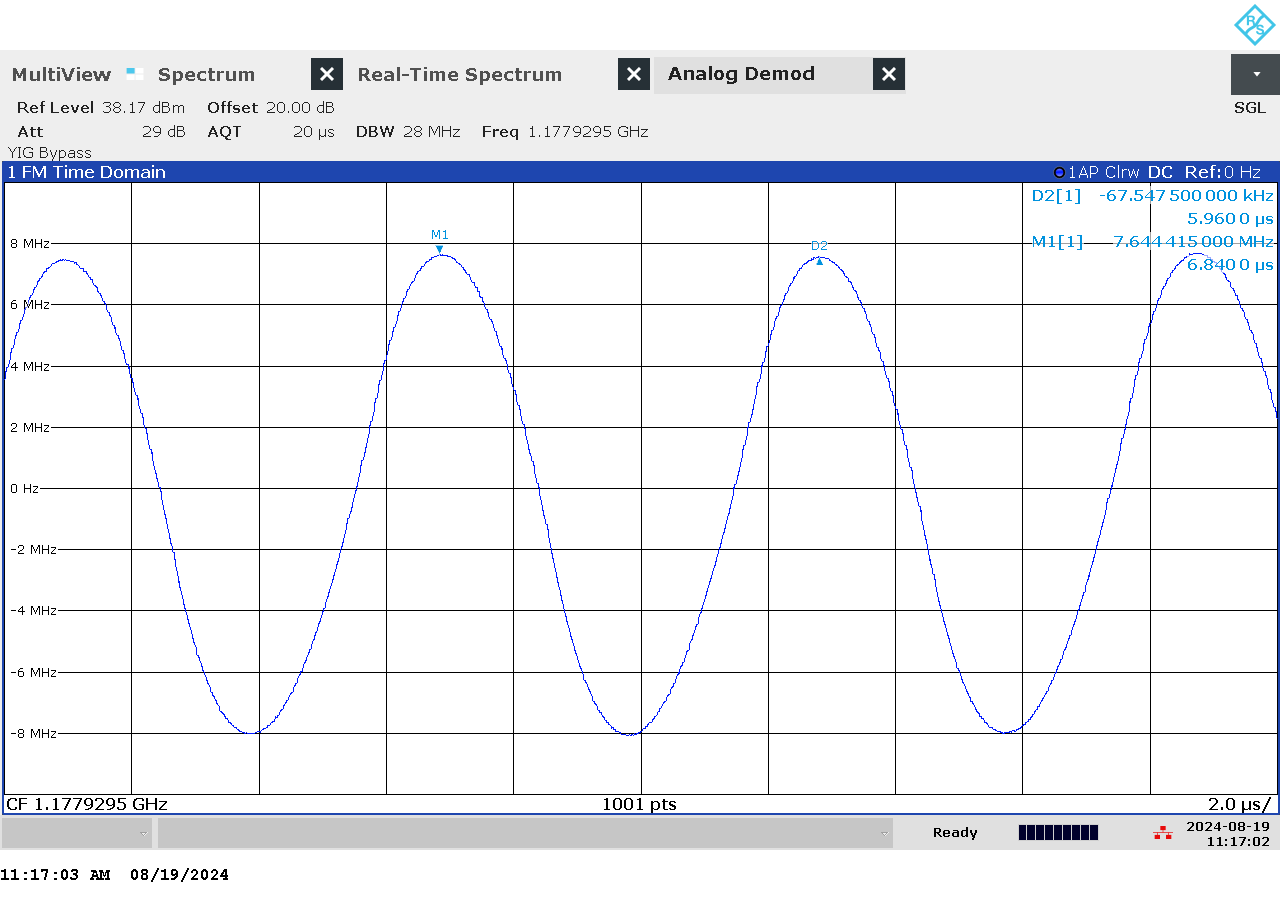 R/S
MultiView Spectrum Real-Time Spectrum Analog Demod
Ref Level 38.17 dBm Offset 20.00 dB
SGL
Att 29 dB AQT 20 µs DBW 28 MHz Freq 1.1779295 GHz
YIG Bypass
1 FM Time Domain 1AP Clrw DC Ref:0 Hz
D2[1] -67.547 500 000 kHz
5.960 0 µs
M1[1] 7.644 415 000 MHz
6.840 0 µs
M1
D2
8 MHz
6 MHz
4 MHz
2 MHz
0 Hz
-2 MHz
-4 MHz
-6 MHz
-8 MHz
CF 1.1779295 GHz 1001 pts 2.0 µs/
Ready 2024-08-19
11:17:02
11:17:03 AM 08/19/2024